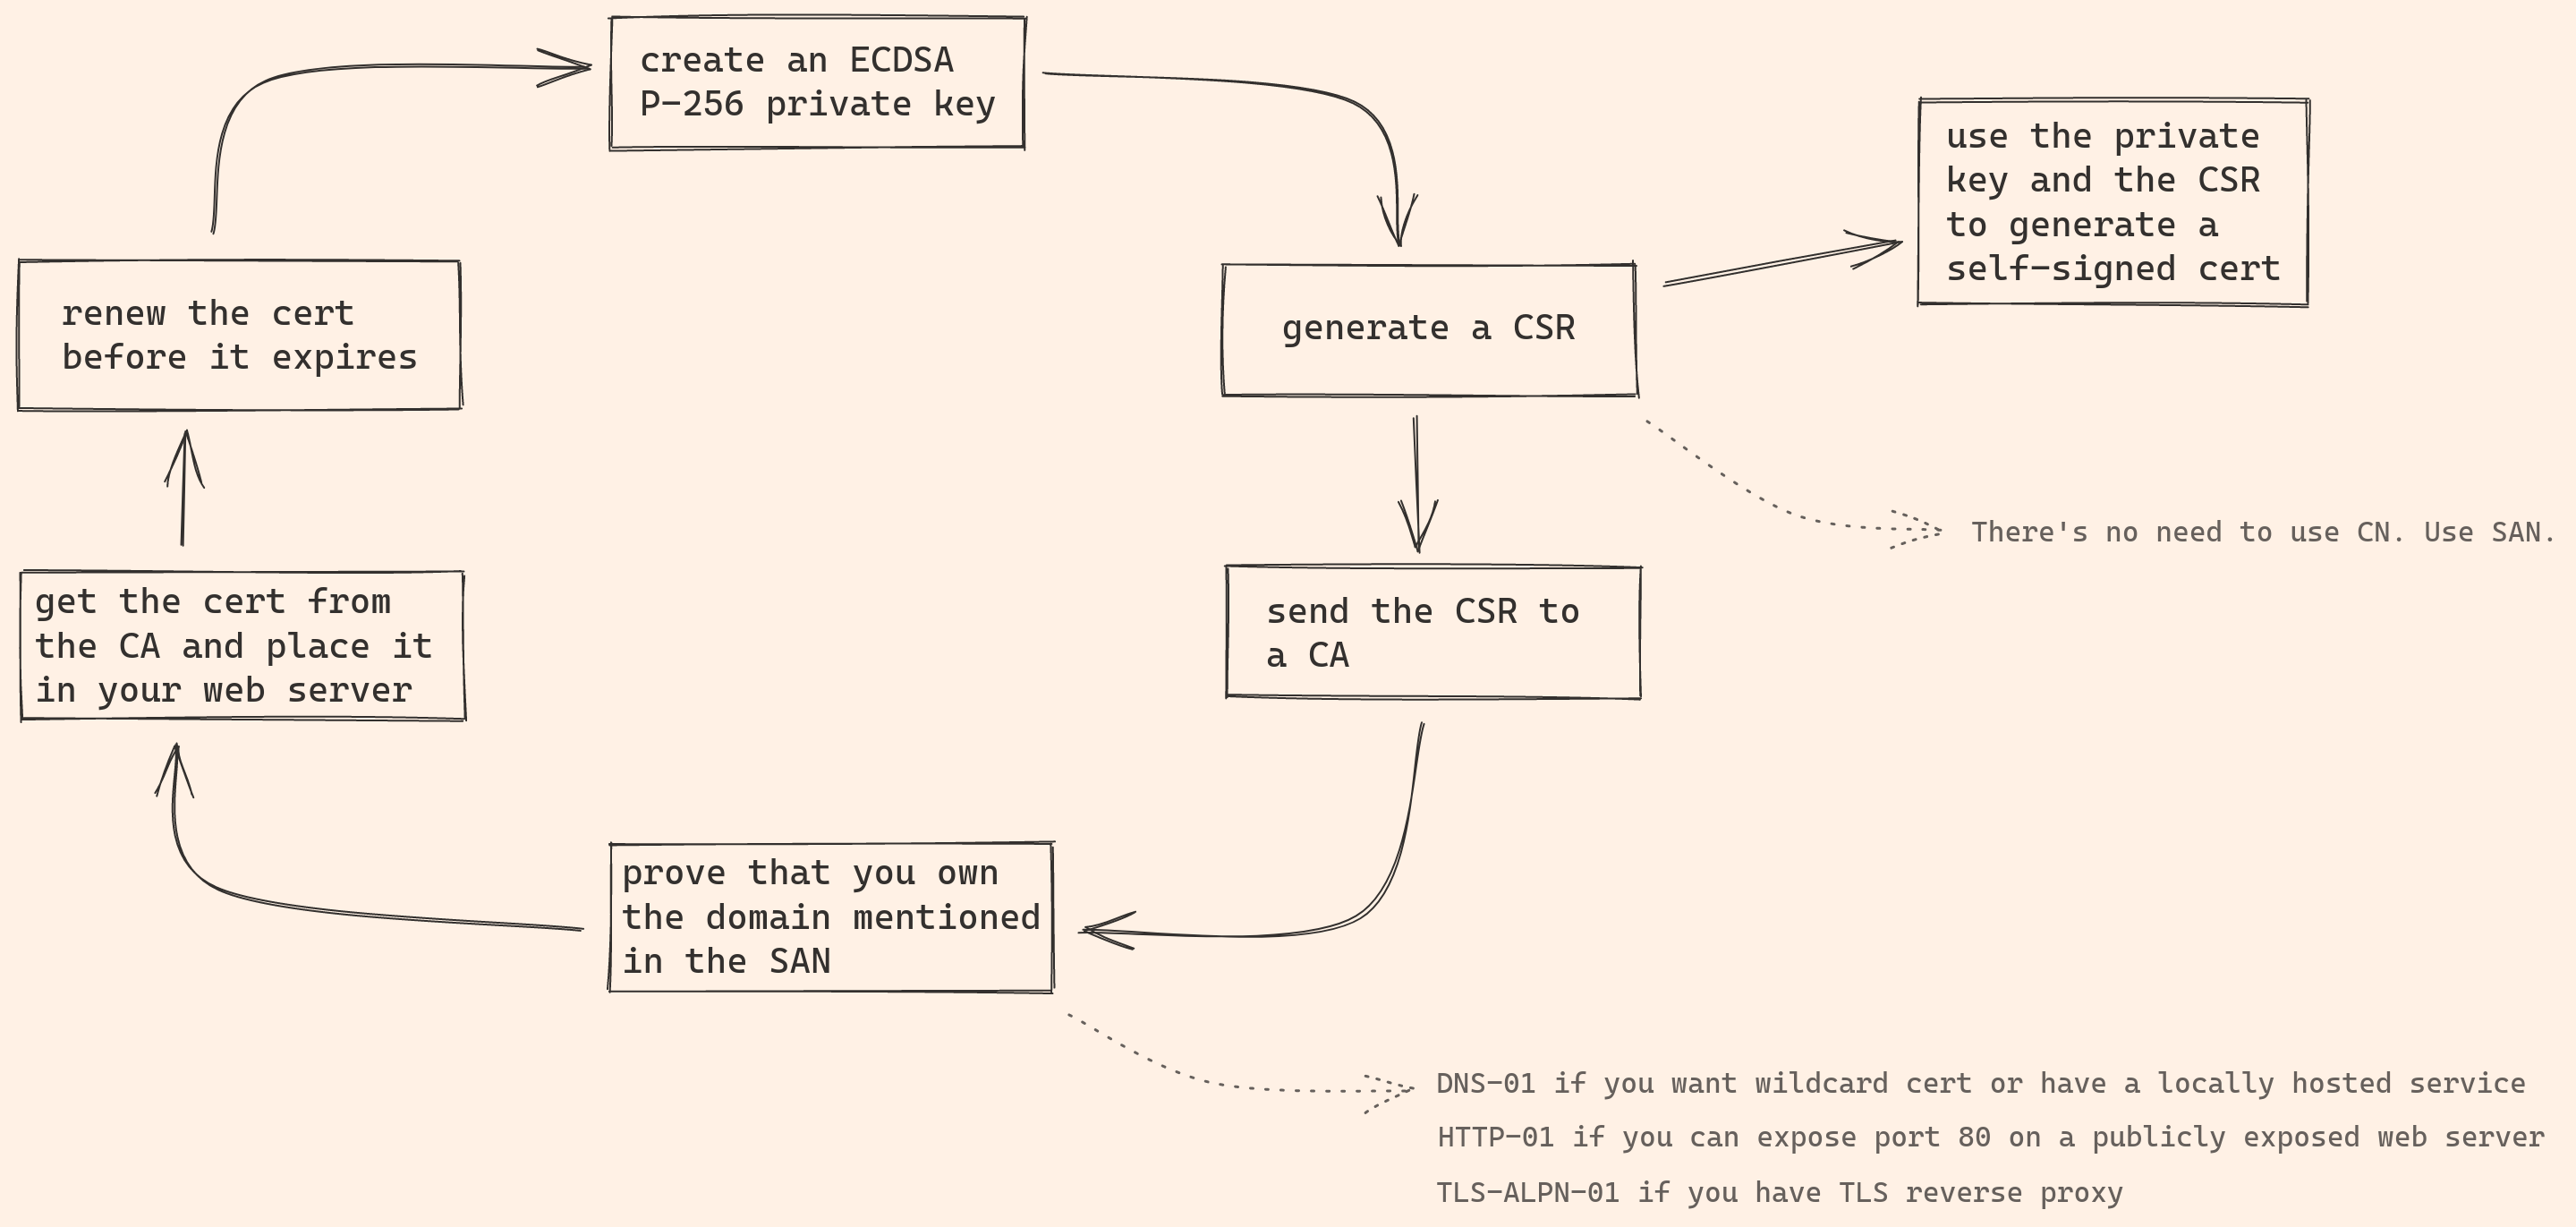 create an ECDSA
P-256 private key
use the private
key and the CSR
to generate a
self-signed cert
renew the cert
before it expires
generate a CSR
There's no need to use CN. Use SAN.
get the cert from
the CA and place it
in your web server
send the CSR to
a CA
prove that you own
the domain mentioned
in the SAN
DNS-01 if you want wildcard cert or have a locally hosted service
HTTP-01 if you can expose port 80 on a publicly exposed web server
TLS-ALPN-01 if you have TLS reverse proxy